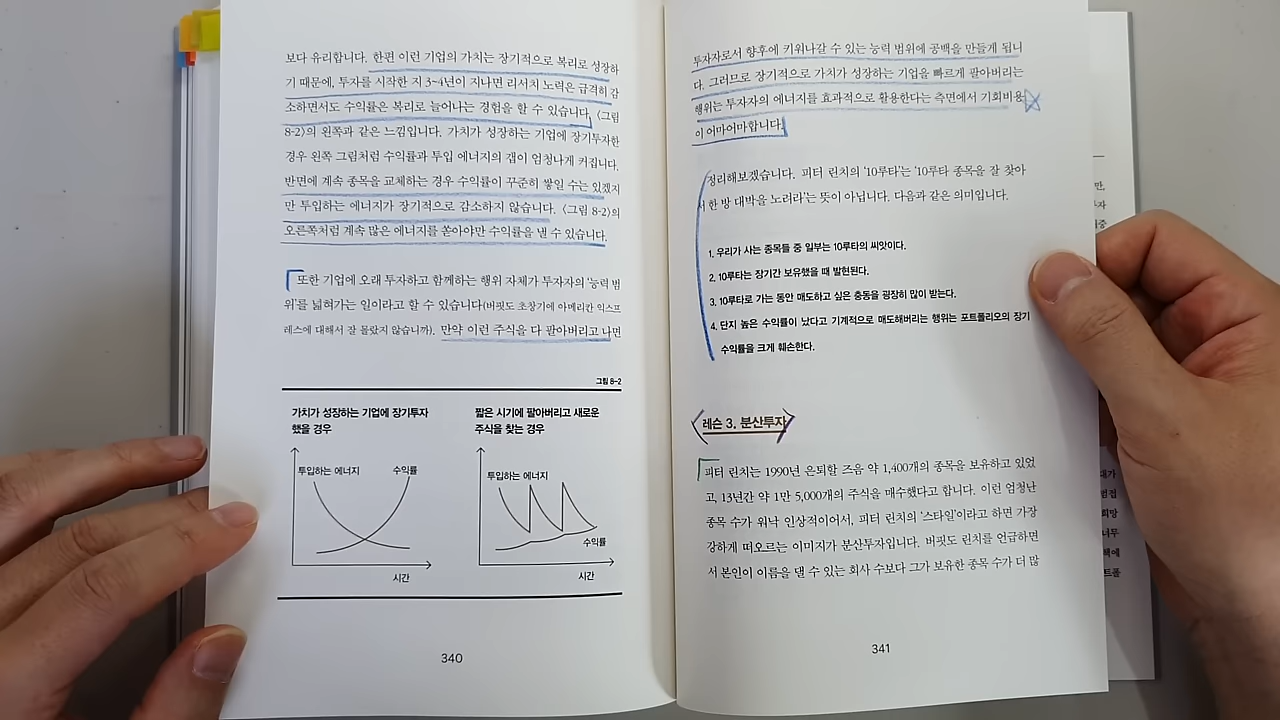 보다 유리합니다. 한편 이런 기업의 가치는 장기적으로 복리로 성장하
기 때문에, 투자를 시작한 지 3~4년이 지나면 리서치 노력은 급격히 감
소하면서도 수익률은 복리로 늘어나는 경험을 할 수 있습니다. 〈그림
8-2〉의 왼쪽과 같은 느낌입니다. 가치가 성장하는 기업에 장기투자한
경우 왼쪽 그림처럼 수익률과 투입 에너지의 갭이 엄청나게 커집니다.
반면에 계속 종목을 교체하는 경우 수익률이 꾸준히 쌓일 수는 있겠지
만 투입하는 에너지가 장기적으로 감소하지 않습니다. 〈그림 8-2〉의
오른쪽처럼 계속 많은 에너지를 쏟아야만 수익률을 낼 수 있습니다.
또한 기업에 오래 투자하고 함께하는 행위 자체가 투자자의 '능력 범
위'를 넓혀가는 일이라고 할 수 있습니다(버핏도 초창기에 아메리칸 익스프
레스에 대해서 잘 몰랐지 않습니까). 만약 이런 주식을 다 팔아버리고 나면
그림 8-2
가치가 성장하는 기업에 장기투자
했을 경우
투입하는 에너지
수익률
시간
짧은 시기에 팔아버리고 새로운
주식을 찾는 경우
투입하는 에너지
수익률
시간
340
투자자로서 향후에 키워나갈 수 있는 능력 범위에 공백을 만들게 됩니
다. 그러므로 장기적으로 가치가 성장하는 기업을 빠르게 팔아버리는
행위는 투자자의 에너지를 효과적으로 활용한다는 측면에서 기회비용
이 어마어마합니다.
정리해보겠습니다. 피터 린치의 '10루타'는 '10루타 종목을 잘 찾아
서 한 방 대박을 노려라'는 뜻이 아닙니다. 다음과 같은 의미입니다.
1. 우리가 사는 종목들 중 일부는 10루타의 씨앗이다.
2. 10루타는 장기간 보유했을 때 발현된다.
3. 10루타로 가는 동안 매도하고 싶은 충동을 굉장히 많이 받는다.
4. 단지 높은 수익률이 났다고 기계적으로 매도해버리는 행위는 포트폴리오의 장기
수익률을 크게 훼손한다.
레슨 3. 분산투자
피터 린치는 1990년 은퇴할 즈음 약 1,400개의 종목을 보유하고 있었
고, 13년간 약 1만 5,000개의 주식을 매수했다고 합니다. 이런 엄청난
종목 수가 워낙 인상적이어서, 피터 린치의 '스타일'이라고 하면 가장
강하게 떠오르는 이미지가 분산투자입니다. 버핏도 린치를 언급하면
서 본인이 이름을 댈 수 있는 회사 수보다 그가 보유한 종목 수가 더 많
341